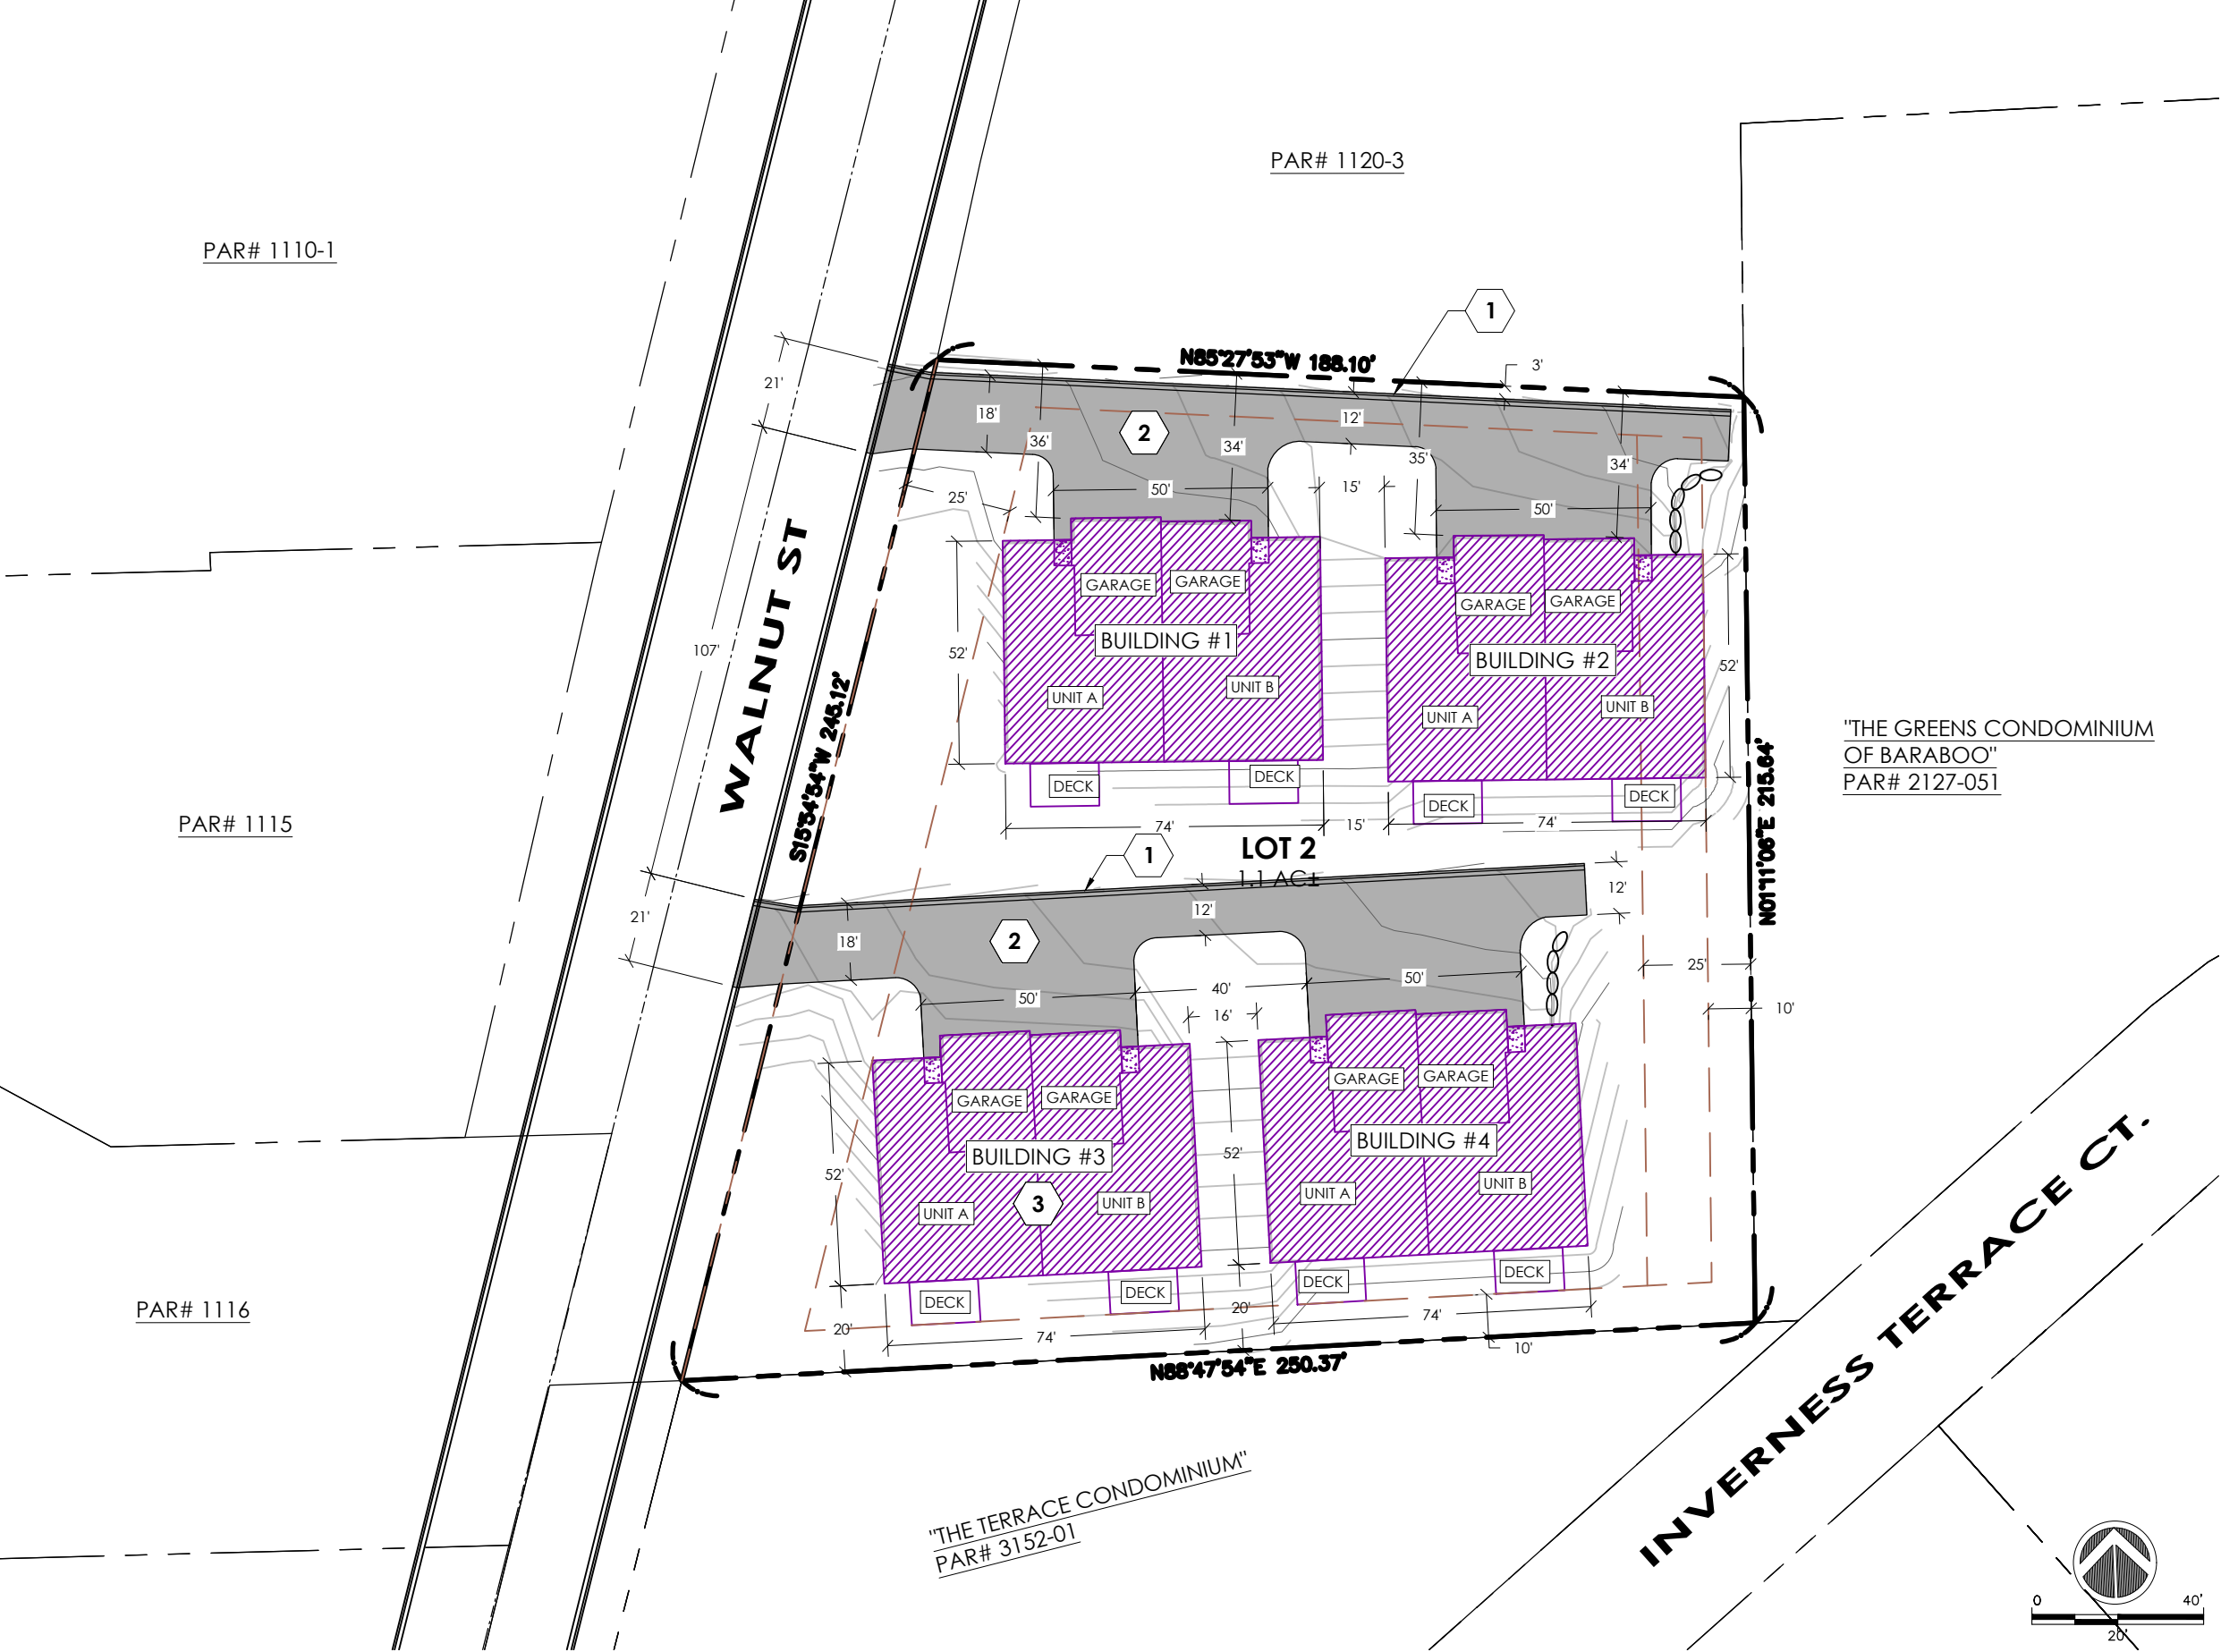 PAR# 1120-3
PAR# 1110-1
1
N85°27'53"W 188.10'
3'
21'
18'
2
12'
36'
34'
35'
34'
25'
50'
15'
50'
GARAGE
GARAGE
GARAGE
GARAGE
BUILDING #1
BUILDING #2
52'
107'
52'
UNIT A
UNIT B
UNIT A
UNIT B
WALNUT ST
S15°54'54"W 245.12'
"THE GREENS CONDOMINIUM
OF BARABOO"
PAR# 2127-051
DECK
DECK
DECK
DECK
N01°11'06"E 215.64'
PAR# 1115
74'
15'
74'
1
LOT 2
1.1 AC±
12'
21'
18'
2
12'
25'
50'
40'
50'
16'
10'
GARAGE
GARAGE
GARAGE
GARAGE
BUILDING #3
BUILDING #4
52'
52'
UNIT A
3
UNIT B
UNIT A
UNIT B
DECK
DECK
DECK
DECK
PAR# 1116
20'
74'
20'
74'
10'
N88°47'54"E 250.37'
INVERNESS TERRACE CT.
"THE TERRACE CONDOMINIUM"
PAR# 3152-01
0
40'
20'